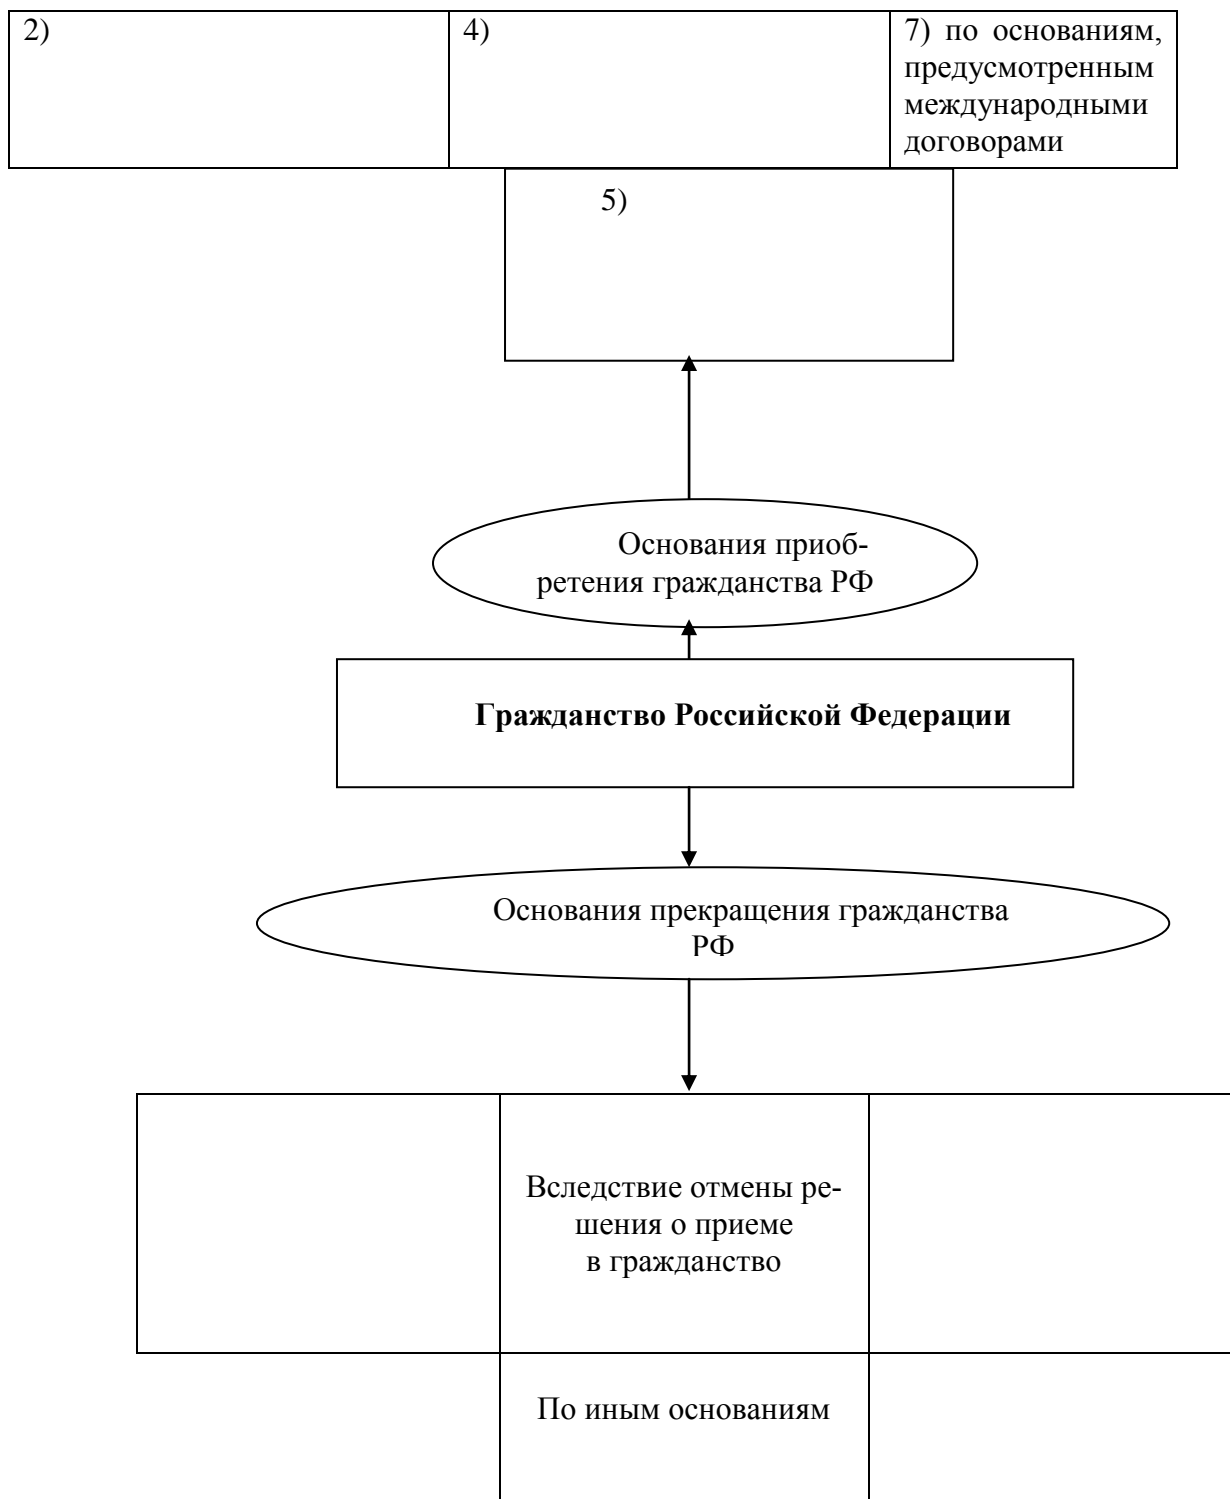 2)
4)
7) по основаниям,
предусмотренным
международными
договорами
5)
Основания приоб-
ретения гражданства РФ
Гражданство Российской Федерации
Основания прекращения гражданства
РФ
Вследствие отмены ре-
шения о приеме
в гражданство
По иным основаниям